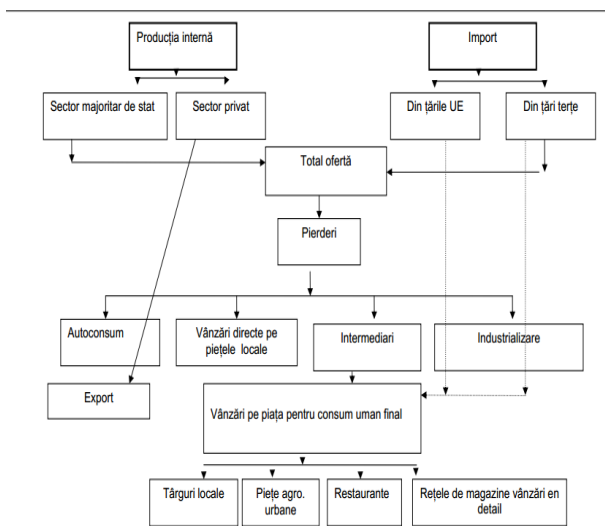 Producția internă
Import
Sector majoritar de stat
Sector privat
Din țările UE
Din țări terțe
Total ofertă
Pierderi
Autoconsum
Vânzări directe pe
piețele locale
Intermediari
Industrializare
Export
Vânzări pe piața pentru consum uman final
Târguri locale
Piețe agro.
urbane
Restaurante
Rețele de magazine vânzări en
detail